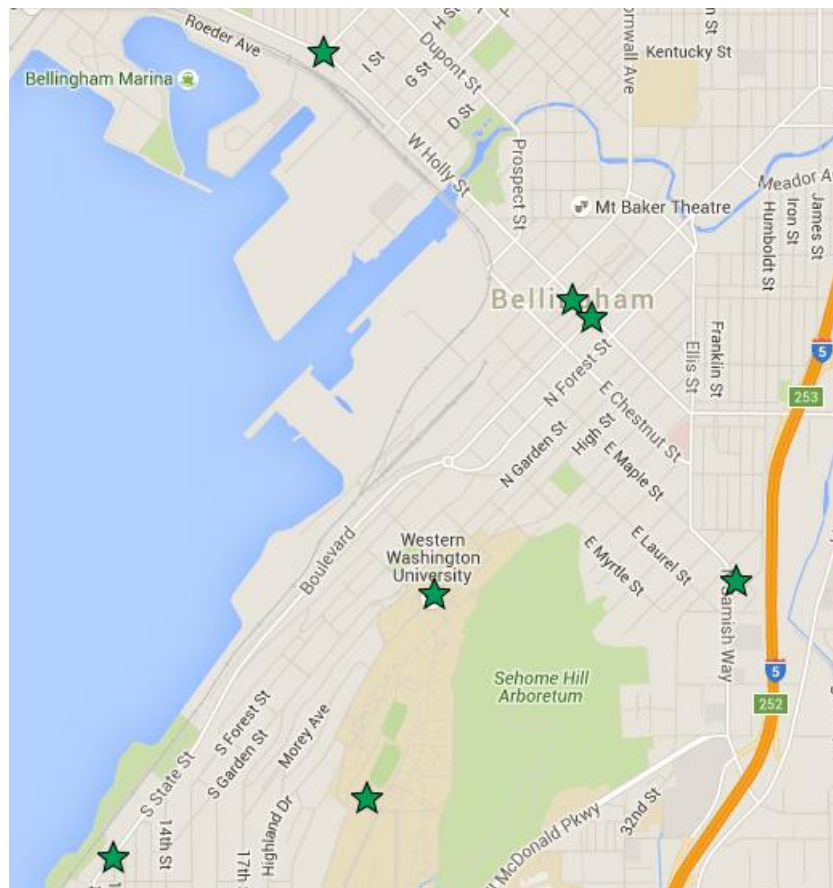 Roeder Ave
H St
I St
G St
Dupont St
D St
Kentucky St
Bellingham Marina
W Holly St
Prospect St
Meador
Mt Baker Theatre
Humboldt St
Iron St
James St
Bellingham
5
Franklin St
Ellis St
253
N Forest St
E Chestnut St
N Garden St
High St
E Maple St
Boulevard
Western
Washington
University
E Laurel St
E Myrtle St
Samish Way
5
252
Sehome Hill
Arboretum
S Forest St
S Garden St
Morey Ave
S State St
14th St
Highland Dr
17th
32nd St
McDonald Pkwy